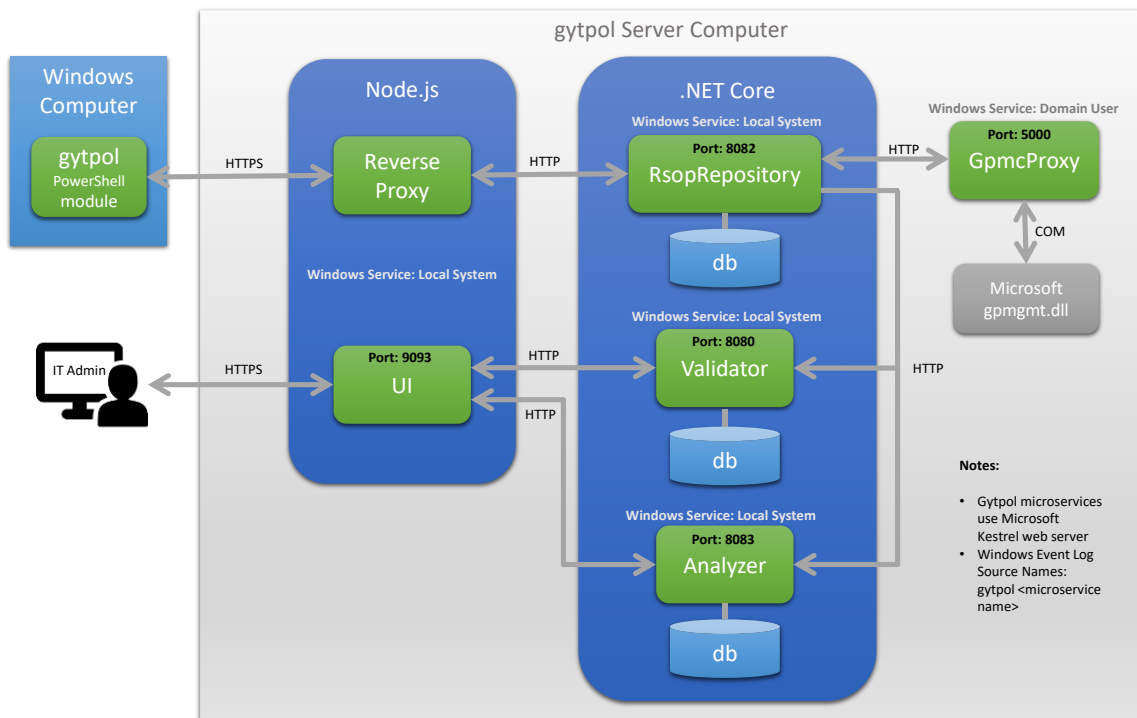 gytpol Server Computer
Windows
Computer
gytpol
PowerShell
module
HTTPS
Node.js
Reverse
Proxy
Windows Service: Local System
HTTP
.NET Core
Windows Service: Local System
Port: 8082
RsopRepository
db
HTTP
Windows Service: Domain User
Port: 5000
GpmcProxy
COM
Microsoft
gpmgmt.dll
IT Admin
HTTPS
Port: 9093
UI
HTTP
HTTP
Windows Service: Local System
Port: 8080
Validator
db
HTTP
Windows Service: Local System
Port: 8083
Analyzer
db
Notes:
• Gytpol microservices
use Microsoft
Kestrel web server
• Windows Event Log
Source Names:
gytpol <microservice
name>